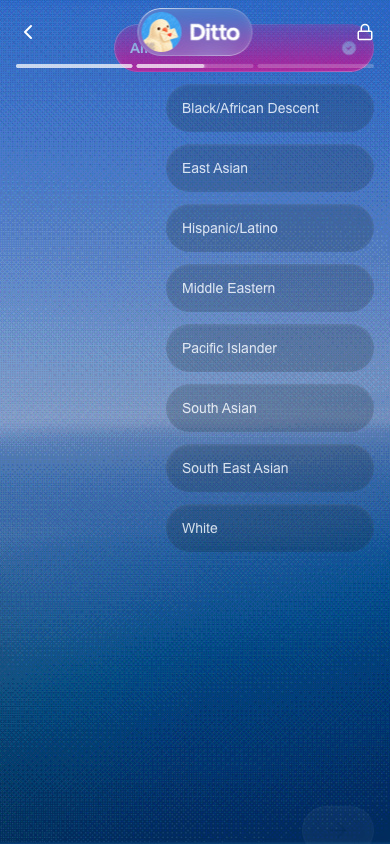 Ditto
Black/African Descent
East Asian
Hispanic/Latino
Middle Eastern
Pacific Islander
South Asian
South East Asian
White